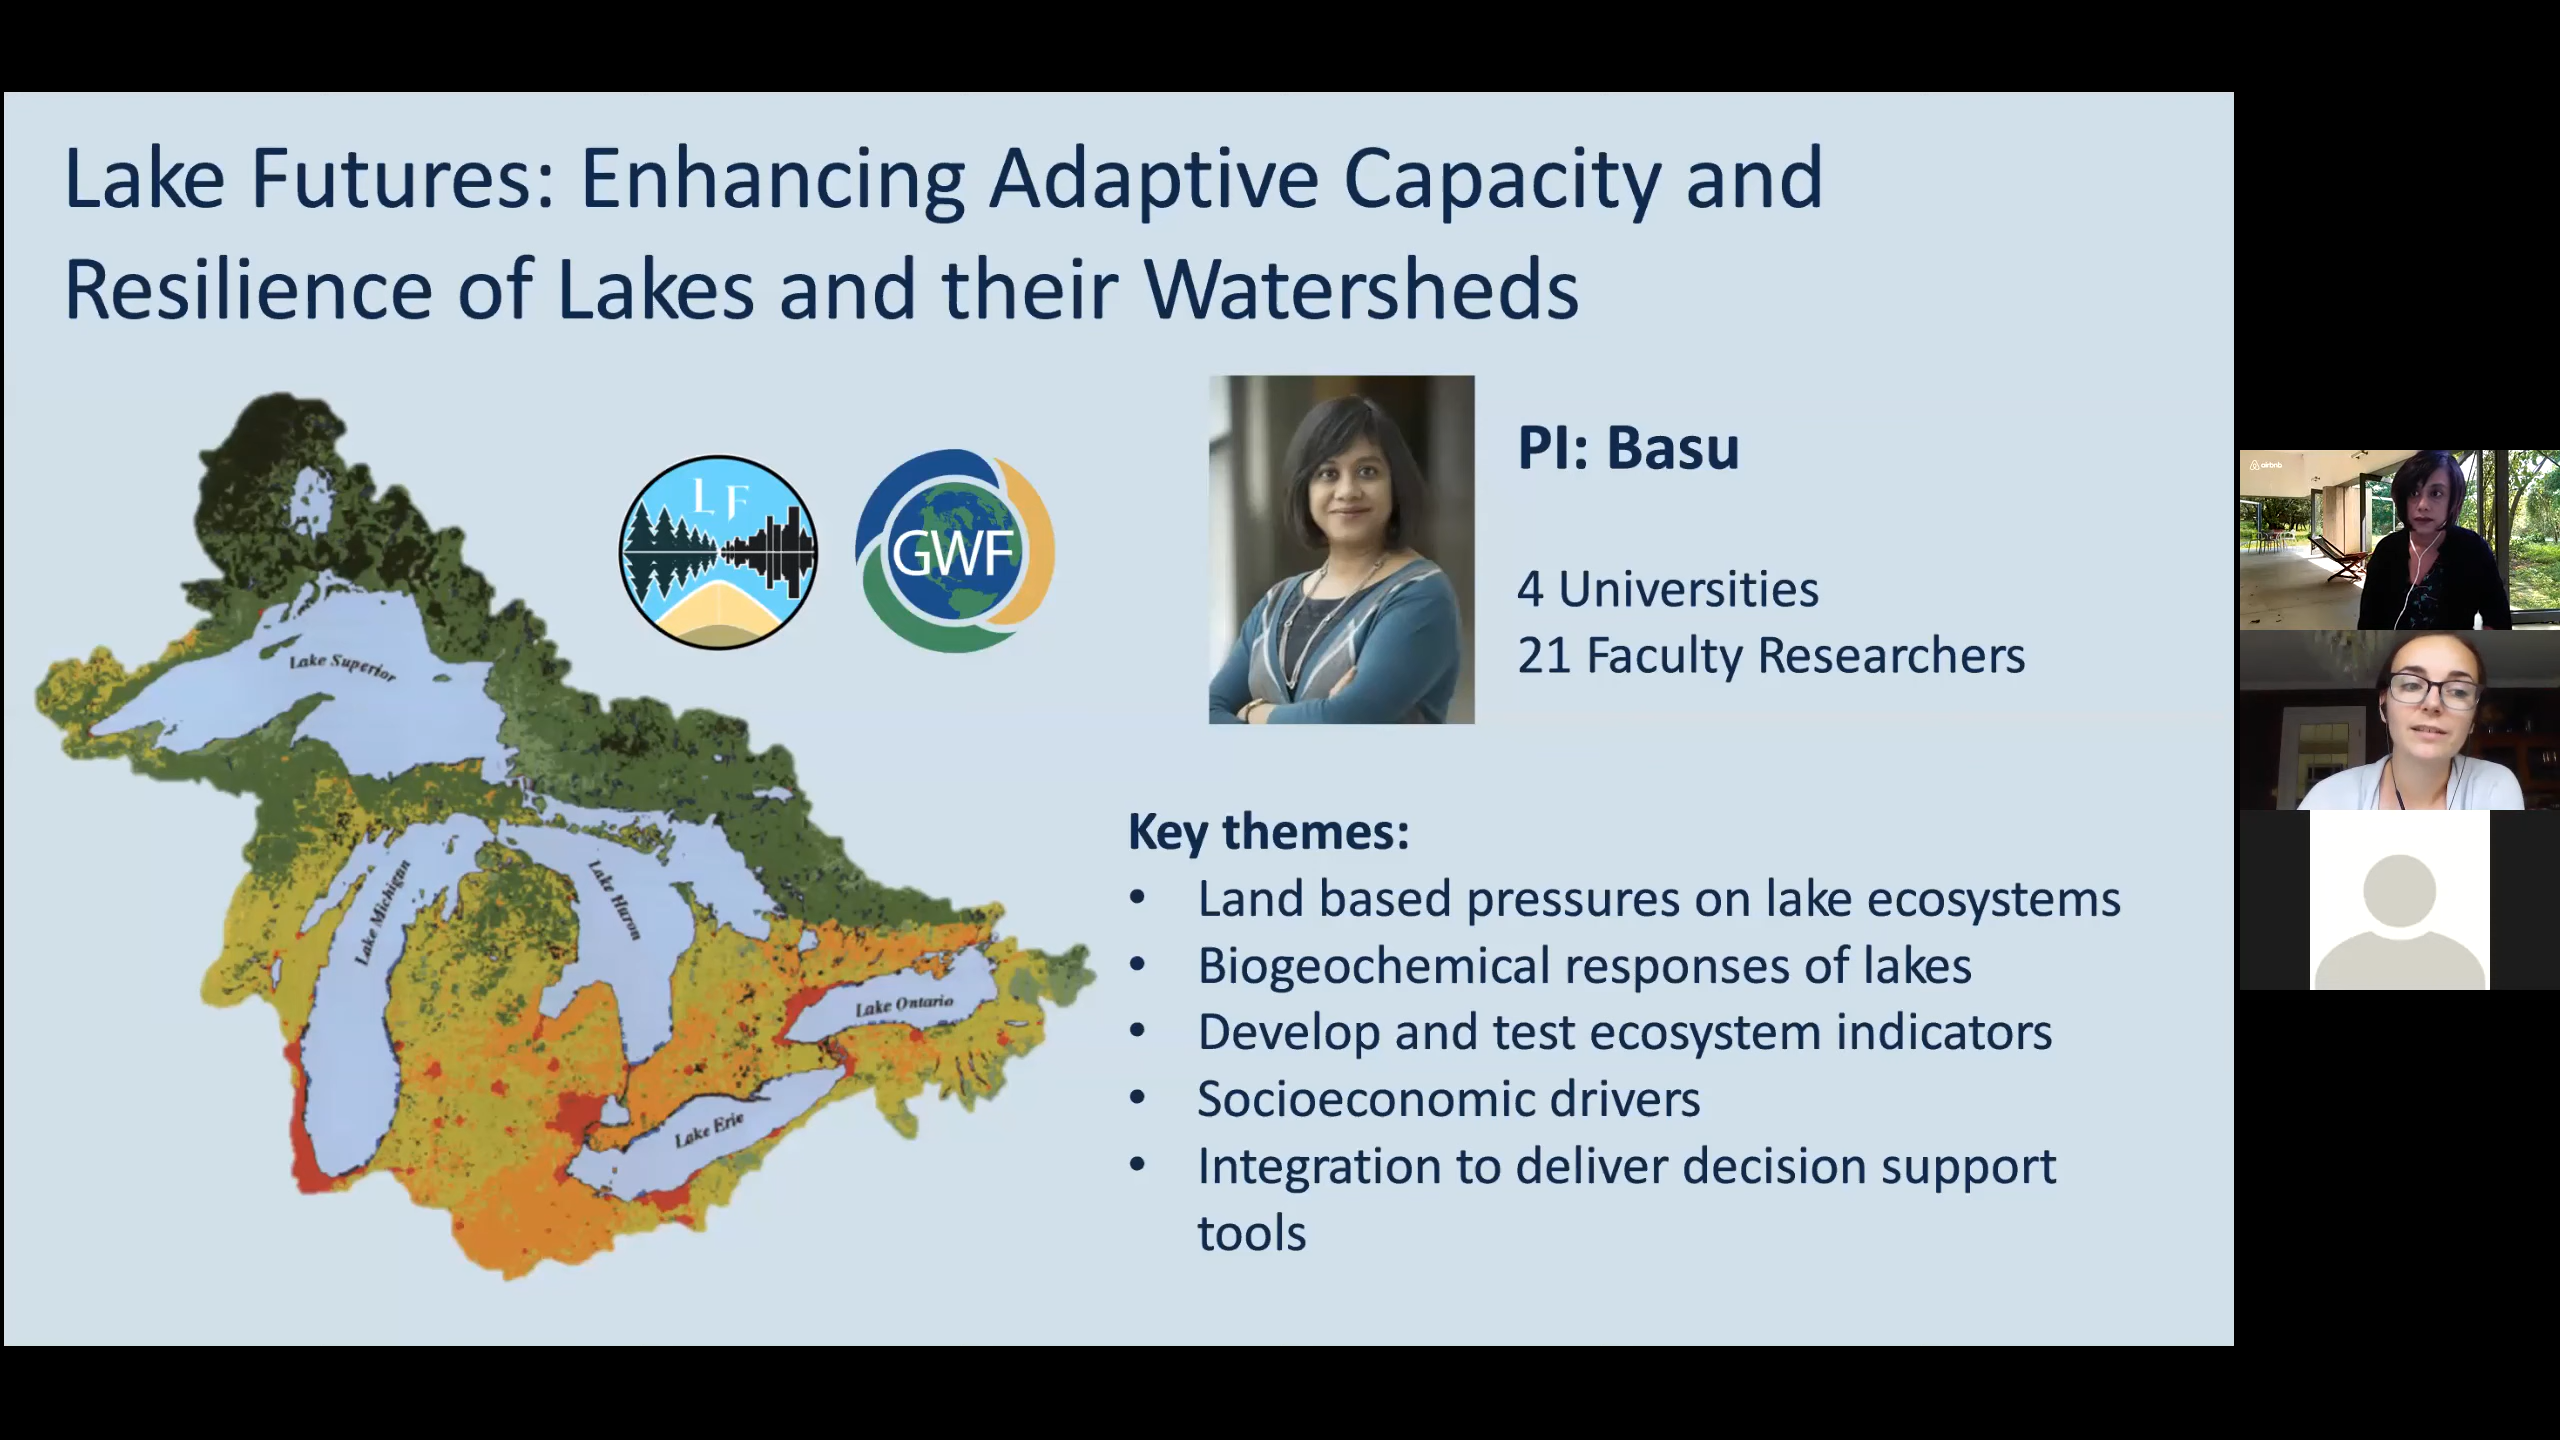 Lake Futures: Enhancing Adaptive Capacity and
Resilience of Lakes and their Watersheds
L F
GWF
PI: Basu
4 Universities
21 Faculty Researchers
Lake Superior
Lake Michigan
Lake Huron
Lake Ontario
Lake Erie
Key themes:
• Land based pressures on lake ecosystems
• Biogeochemical responses of lakes
• Develop and test ecosystem indicators
• Socioeconomic drivers
• Integration to deliver decision support
tools
airbnb